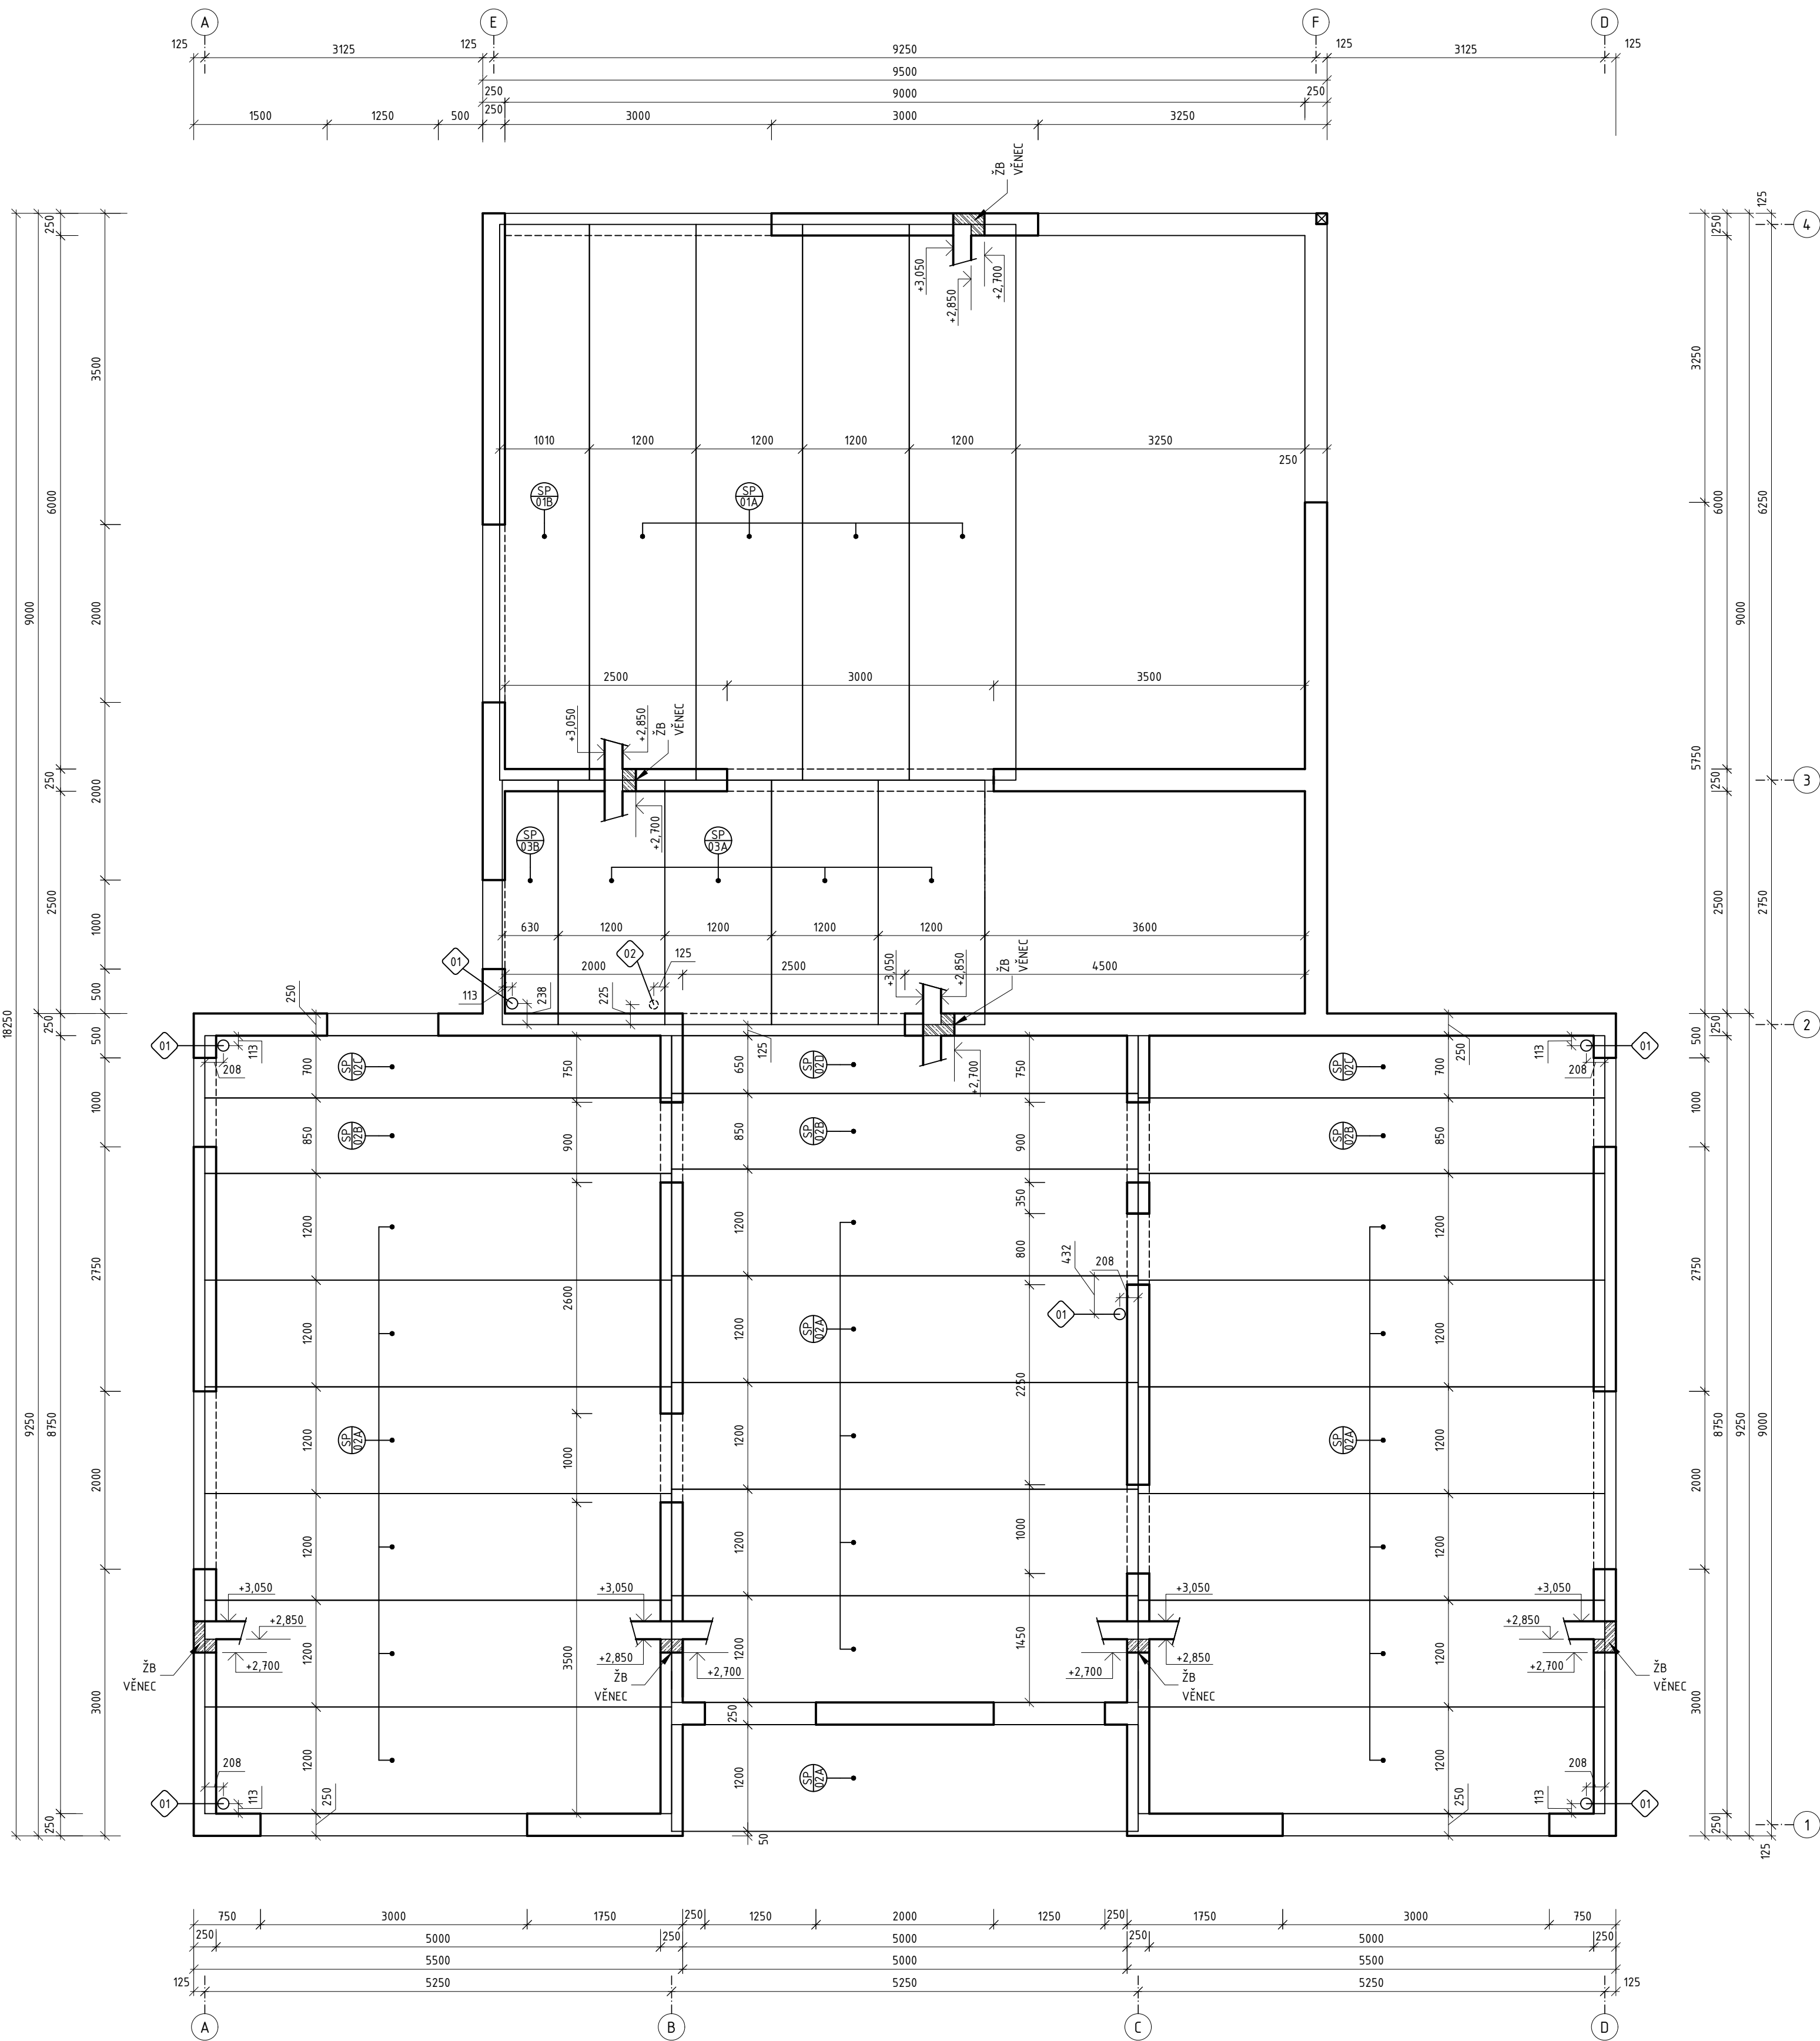 A E F D
125 3125 125 9250 125 3125 125
9500
250 9000 250
1500 1250 500 250 3000 3000 3250
ŽB
VĚNEC
+3,050
+2,850
+2,700
125
4
250
3500
2000
2000
1000
500
500
1000
2750
2000
3000
250
6000
250
2500
250
8750
250
9000
9250
18250
1010 1200 1200 1200 1200 3250 250
SP
01B
SP
01A
2500 3000 3500
+3,050
+2,850
ŽB
VĚNEC
+2,700
SP
03B
SP
03A
630 1200 1200 1200 1200 3600
01
02
125
2000 2500 4500
113
238
225
+3,050
+2,850
ŽB
VĚNEC
+2,700
125
250
3250
5750
500
1000
2750
2000
3000
250
6000
250
2500
250
8750
250
9000
9250
6250
3
2750
2
9000
1
125
250
01
113
208
SP
02C
SP
02B
SP
02A
700
850
1200
1200
1200
1200
1200
1200
250
750
900
2600
1000
3500
SP
02D
SP
02B
SP
02A
650
850
1200
1200
1200
1200
1200
250
1200
50
SP
02A
750
900
350
800
2250
1000
1450
432
208
01
SP
02C
SP
02B
SP
02A
700
850
1200
1200
1200
1200
1200
1200
250
250
113
208
01
+3,050
+2,850
+2,700
ŽB
VĚNEC
+3,050
+2,850
+2,700
ŽB
VĚNEC
+3,050
+2,850
+2,700
ŽB
VĚNEC
+3,050
+2,850
+2,700
ŽB
VĚNEC
01
208
113
208
113
01
750 3000 1750 250 1250 2000 1250 250 1750 3000 750
250 5000 250 5000 250 5000 250
5500 5000 5500
125 5250 5250 5250 125
A B C D